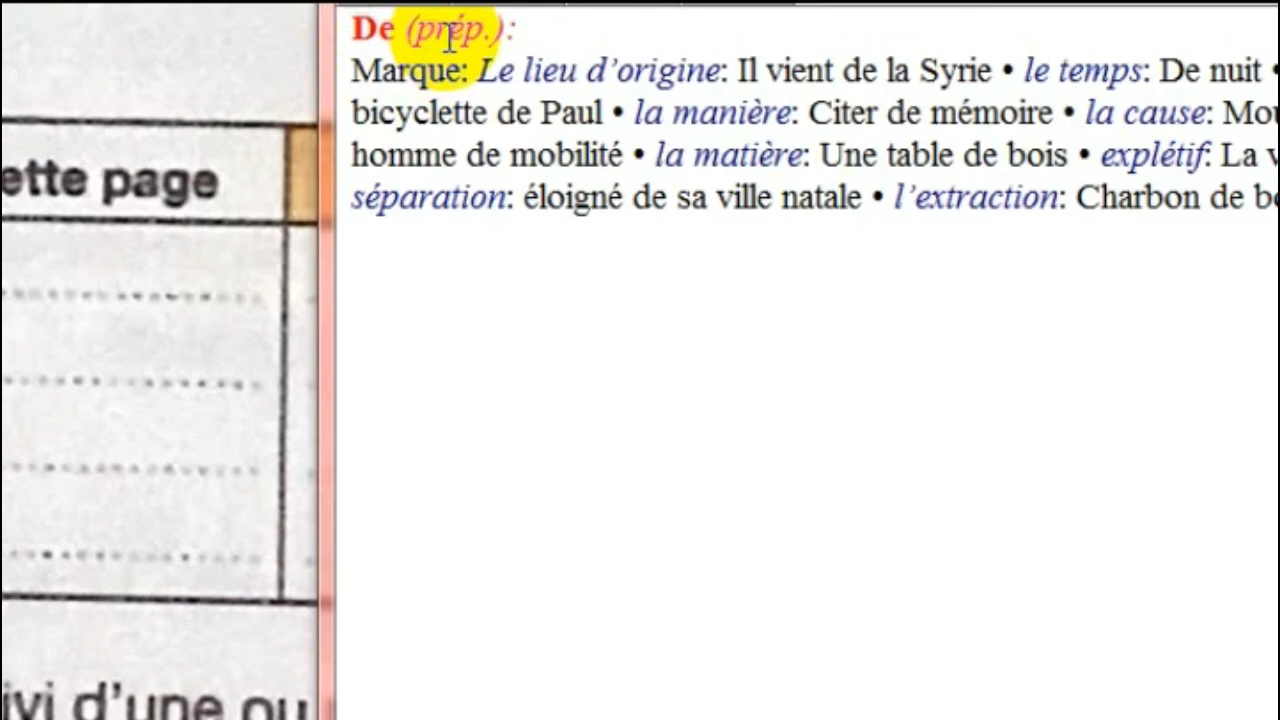 De (prép.):
Marque: Le lieu d’origine: Il vient de la Syrie • le temps: De nuit •
bicyclette de Paul • la manière: Citer de mémoire • la cause:
homme de mobilité • la matière: Une table de bois • explétif: La
séparation: éloigné de sa ville natale • l’extraction: Charbon de
page
d'une ou